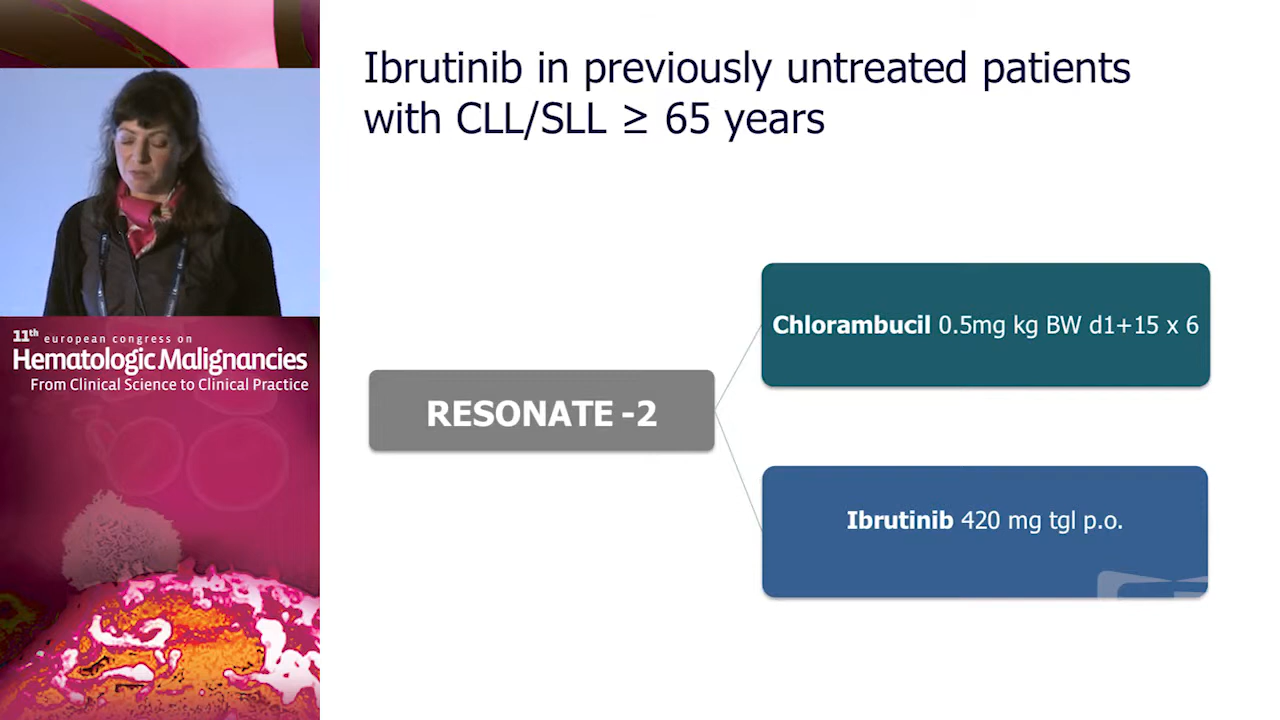 Ibrutinib in previously untreated patients
with CLL/SLL ≥ 65 years
11th european congress on
Hematologic Malignancies
From Clinical Science to Clinical Practice
Chlorambucil 0.5mg kg BW d1+15 x 6
RESONATE -2
Ibrutinib 420 mg tgl p.o.